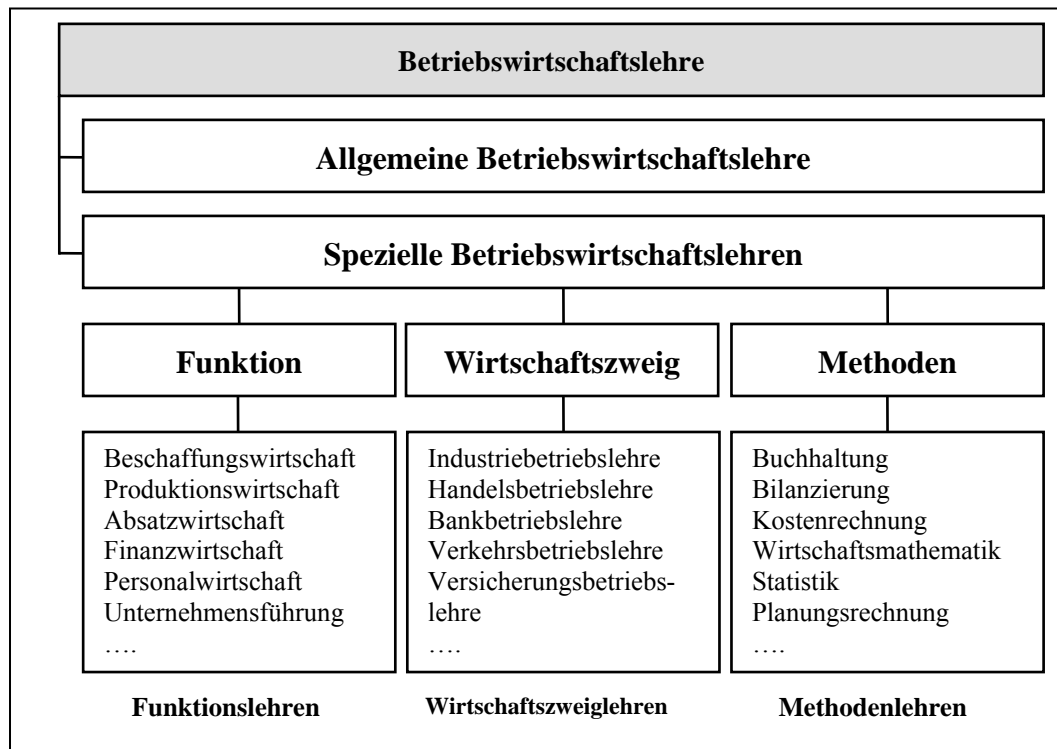 Betriebswirtschaftslehre
Allgemeine Betriebswirtschaftslehre
Spezielle Betriebswirtschaftslehren
Funktion
Wirtschaftszweig
Methoden
Beschaffungswirtschaft
Produktionswirtschaft
Absatzwirtschaft
Finanzwirtschaft
Personalwirtschaft
Unternehmensführung
….
Industriebetriebslehre
Handelsbetriebslehre
Bankbetriebslehre
Verkehrsbetriebslehre
Versicherungsbetriebs-
lehre
….
Buchhaltung
Bilanzierung
Kostenrechnung
Wirtschaftsmathematik
Statistik
Planungsrechnung
….
Funktionslehren
Wirtschaftszweiglehren
Methodenlehren